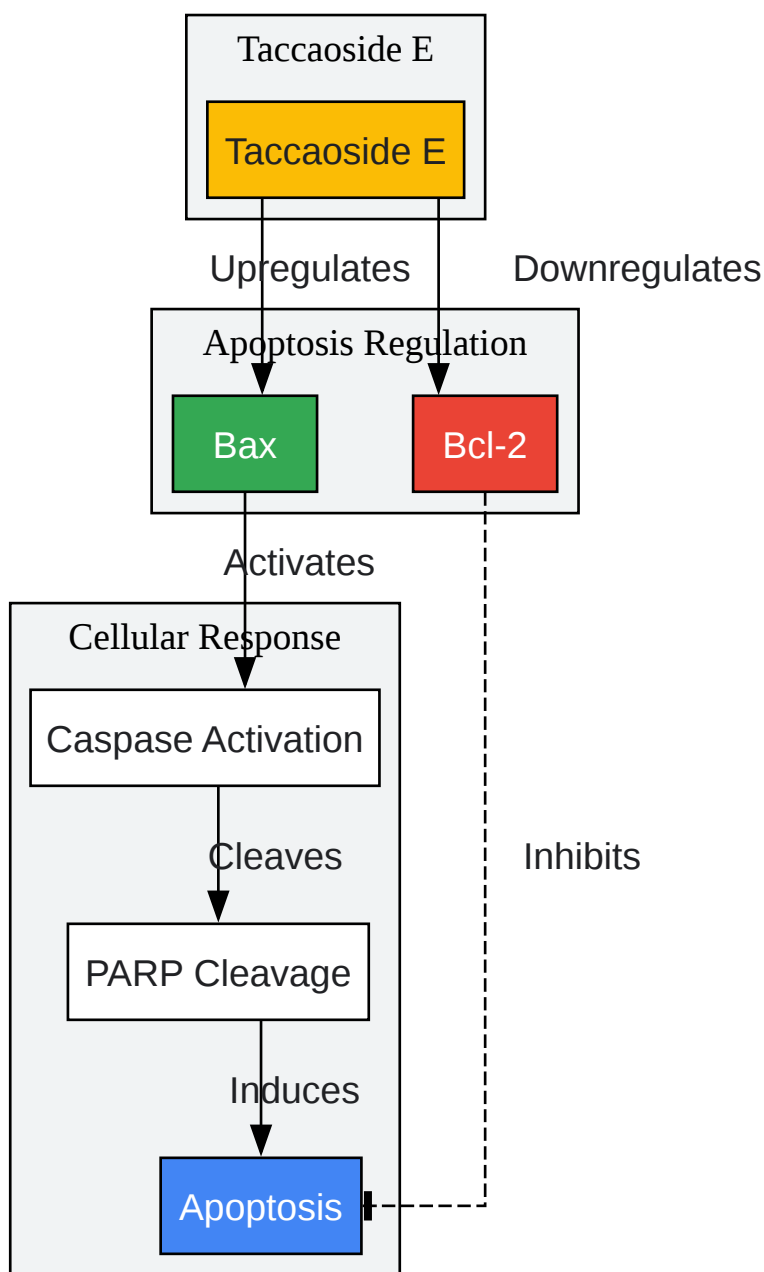 Taccaoside E
Taccaoside E
Upregulates
Downregulates
Apoptosis Regulation
Bax
Bcl-2
Activates
Cellular Response
Caspase Activation
Cleaves
Inhibits
PARP Cleavage
Induces
Apoptosis